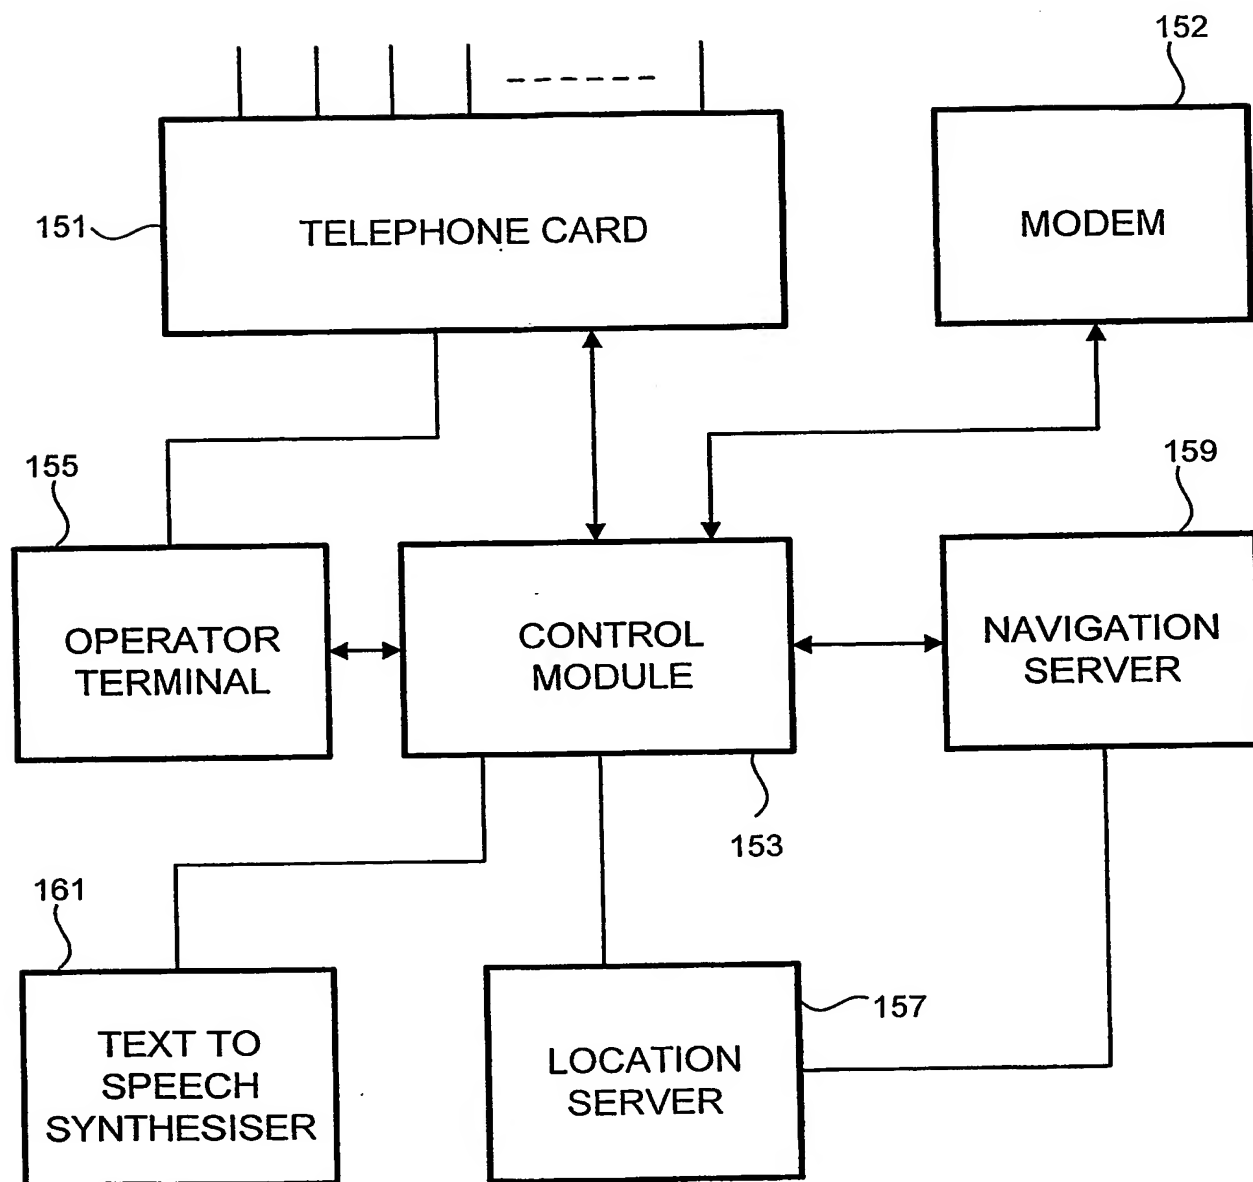 152
151
TELEPHONE CARD
MODEM
155
159
OPERATOR
TERMINAL
CONTROL
MODULE
NAVIGATION
SERVER
153
161
157
TEXT TO
SPEECH
SYNTHESISER
LOCATION
SERVER